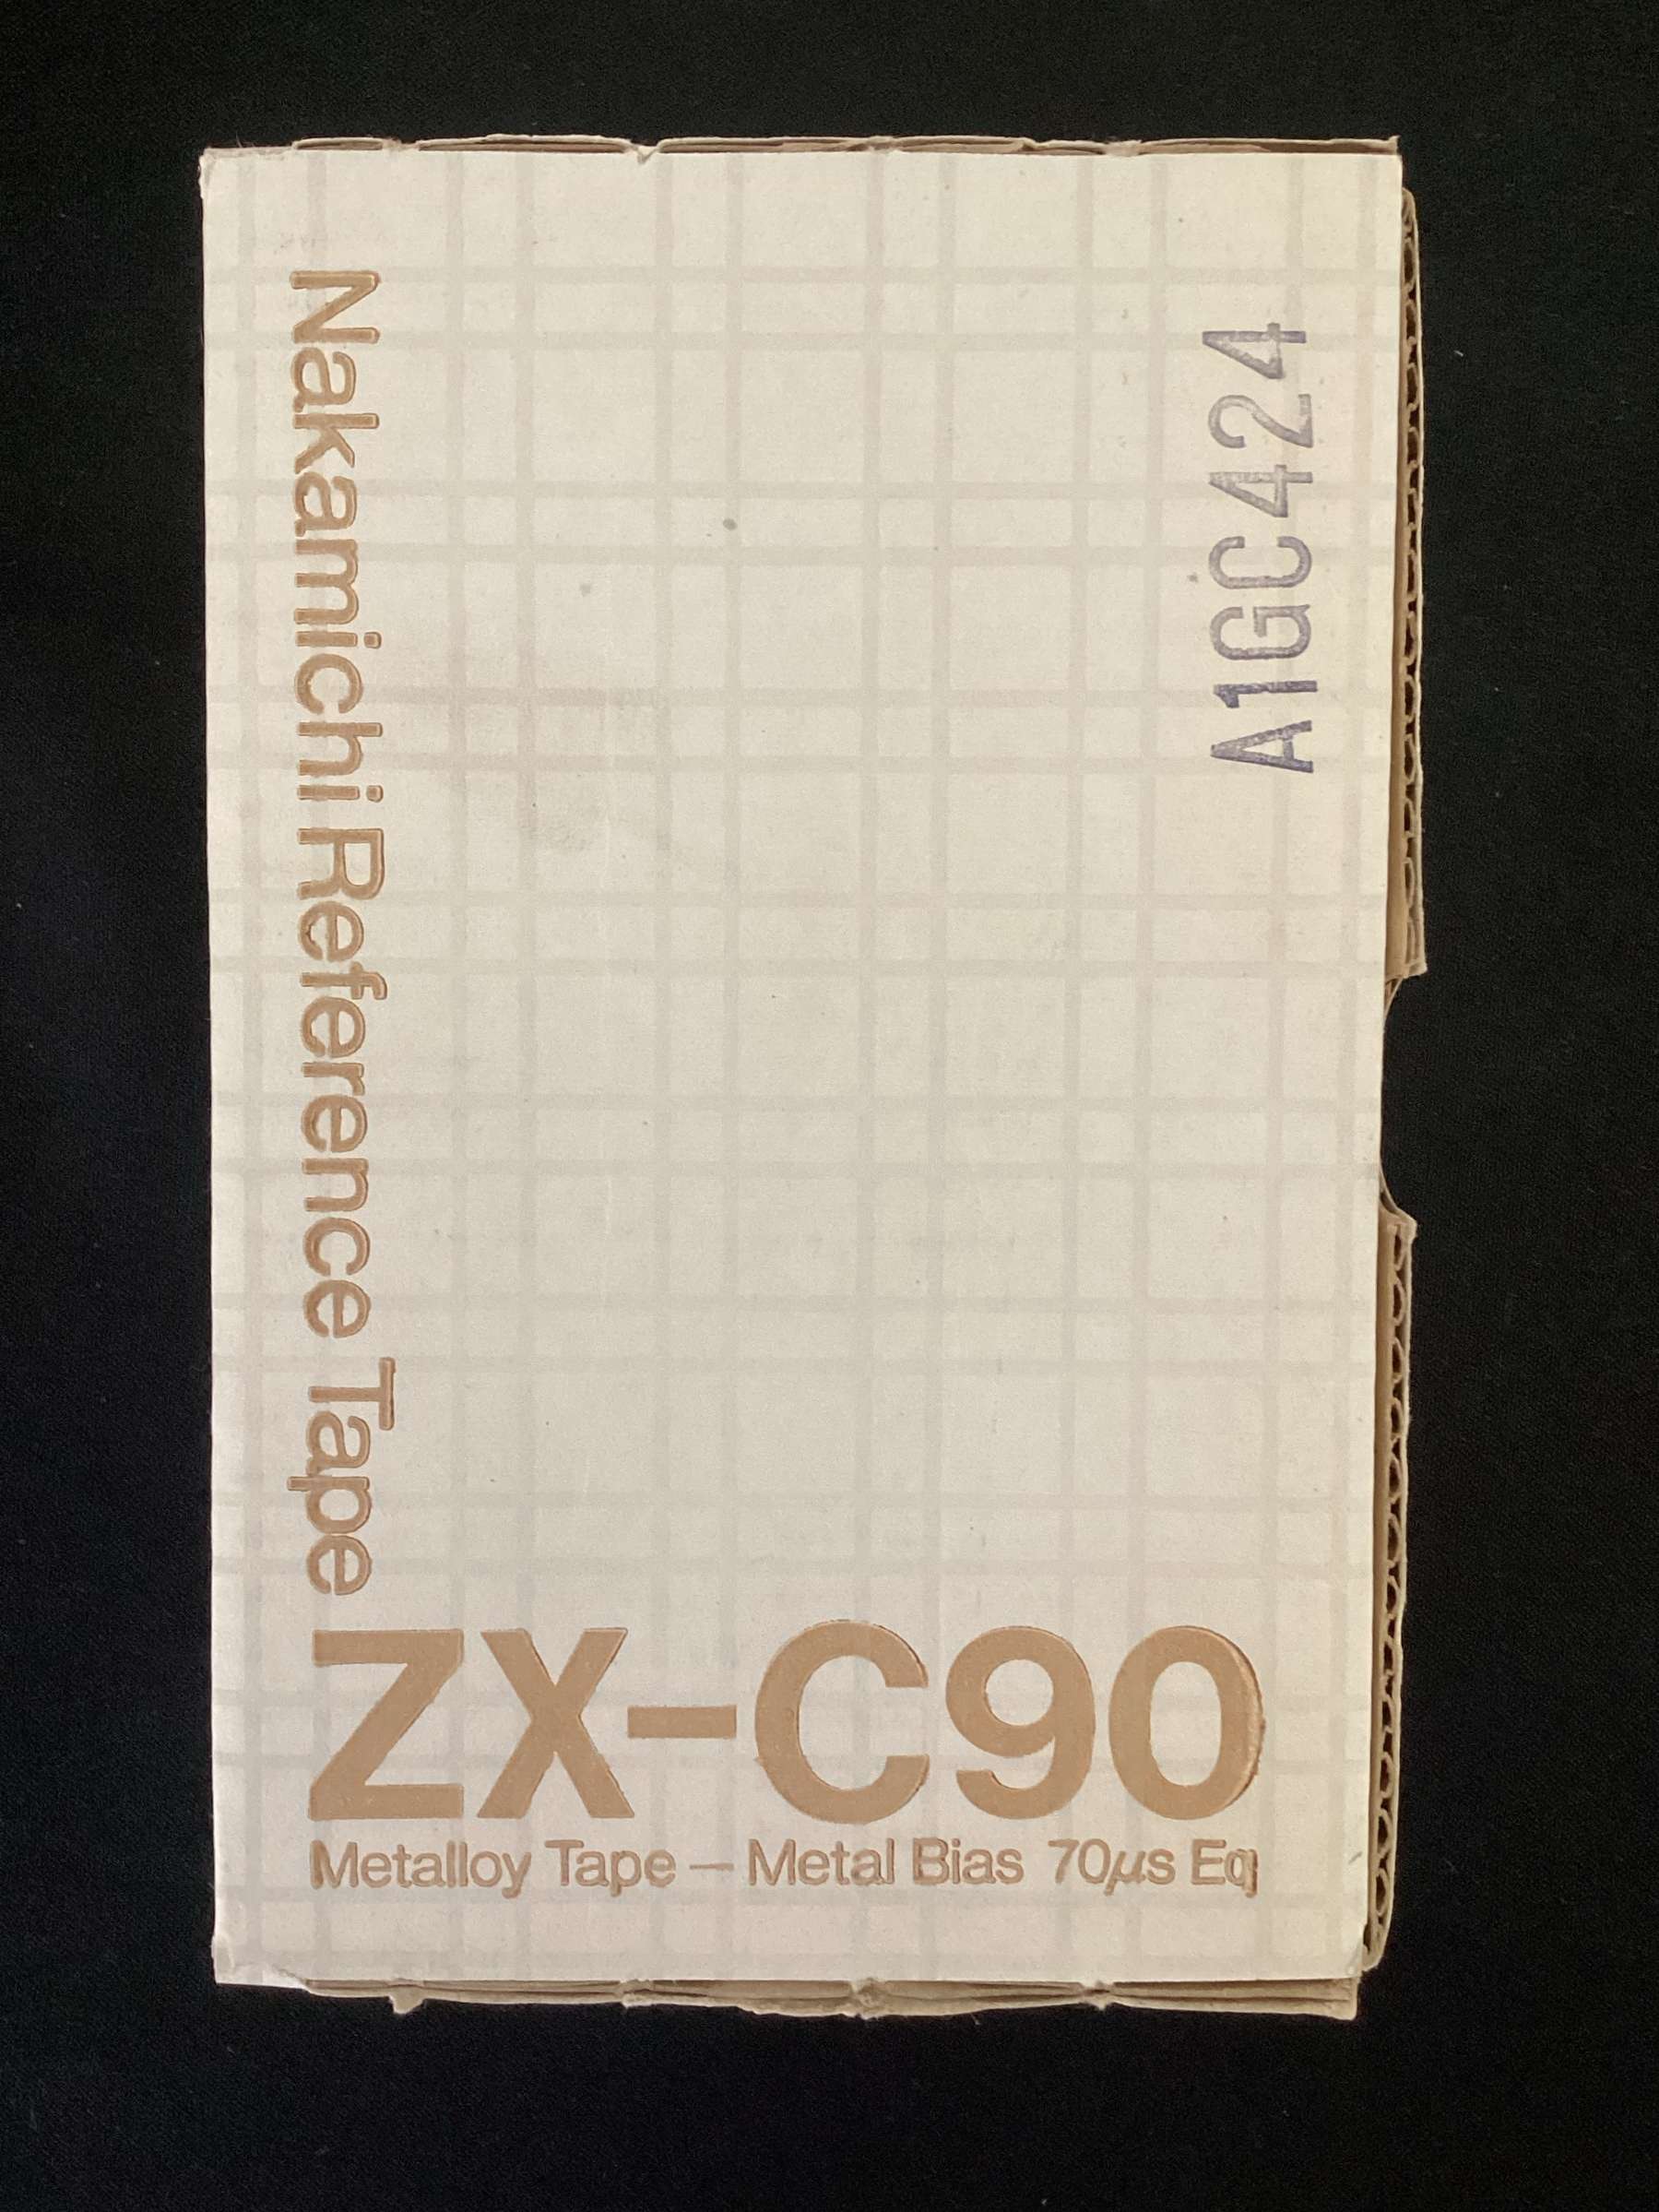 Nakamichi Reference Tape
A1GC424
ZX-C90
Metalloy Tape — Metal Bias 70µs Eq